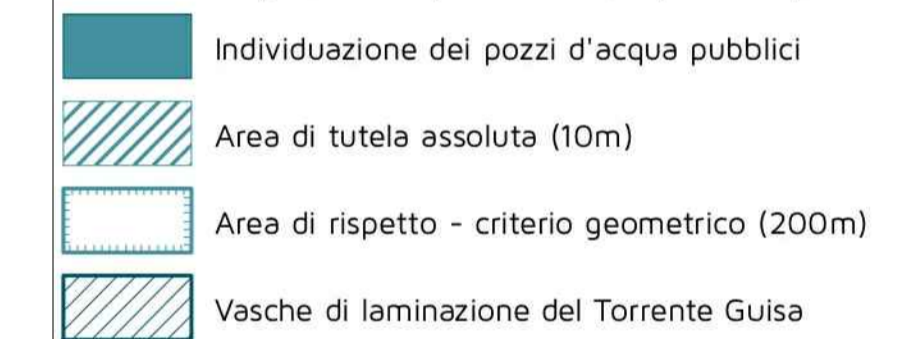 Individuazione dei pozzi d'acqua pubblici
Area di tutela assoluta (10m)
Area di rispetto - criterio geometrico (200m)
Vasche di laminazione del Torrente Guisa